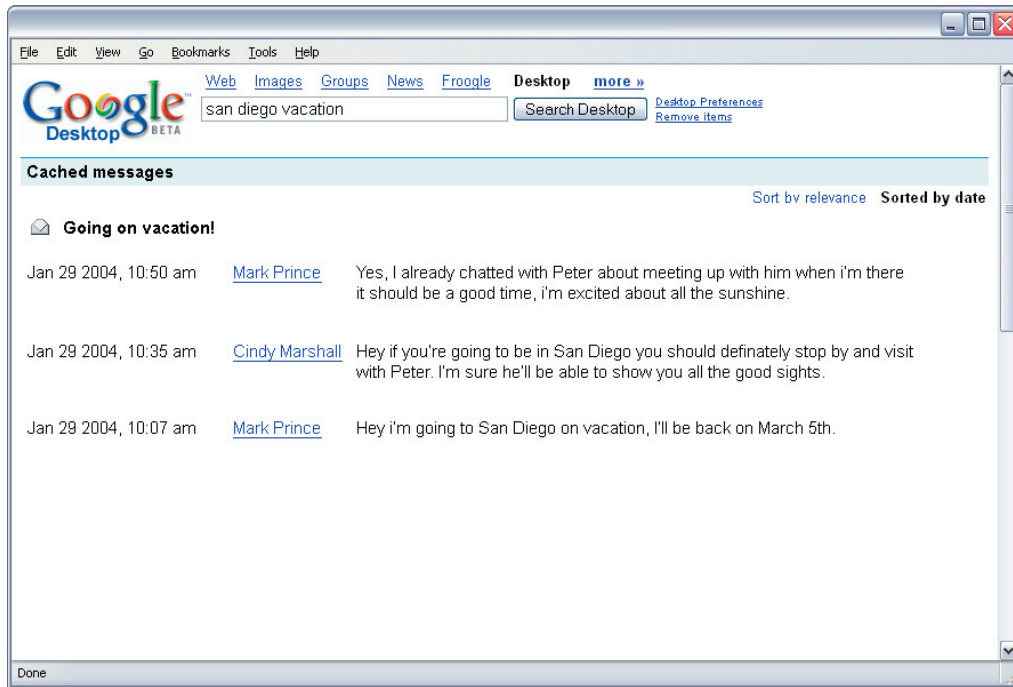 File Edit View Go Bookmarks Tools Help
Web Images Groups News Froogle Desktop more »
Google™
Desktop BETA
san diego vacation
Search Desktop
Desktop Preferences
Remove items
Cached messages
Sort by relevance Sorted by date
Going on vacation!
Jan 29 2004, 10:50 am Mark Prince Yes, I already chatted with Peter about meeting up with him when i'm there
it should be a good time, i'm excited about all the sunshine.
Jan 29 2004, 10:35 am Cindy Marshall Hey if you're going to be in San Diego you should definately stop by and visit
with Peter. I'm sure he'll be able to show you all the good sights.
Jan 29 2004, 10:07 am Mark Prince Hey i'm going to San Diego on vacation, I'll be back on March 5th.
Done